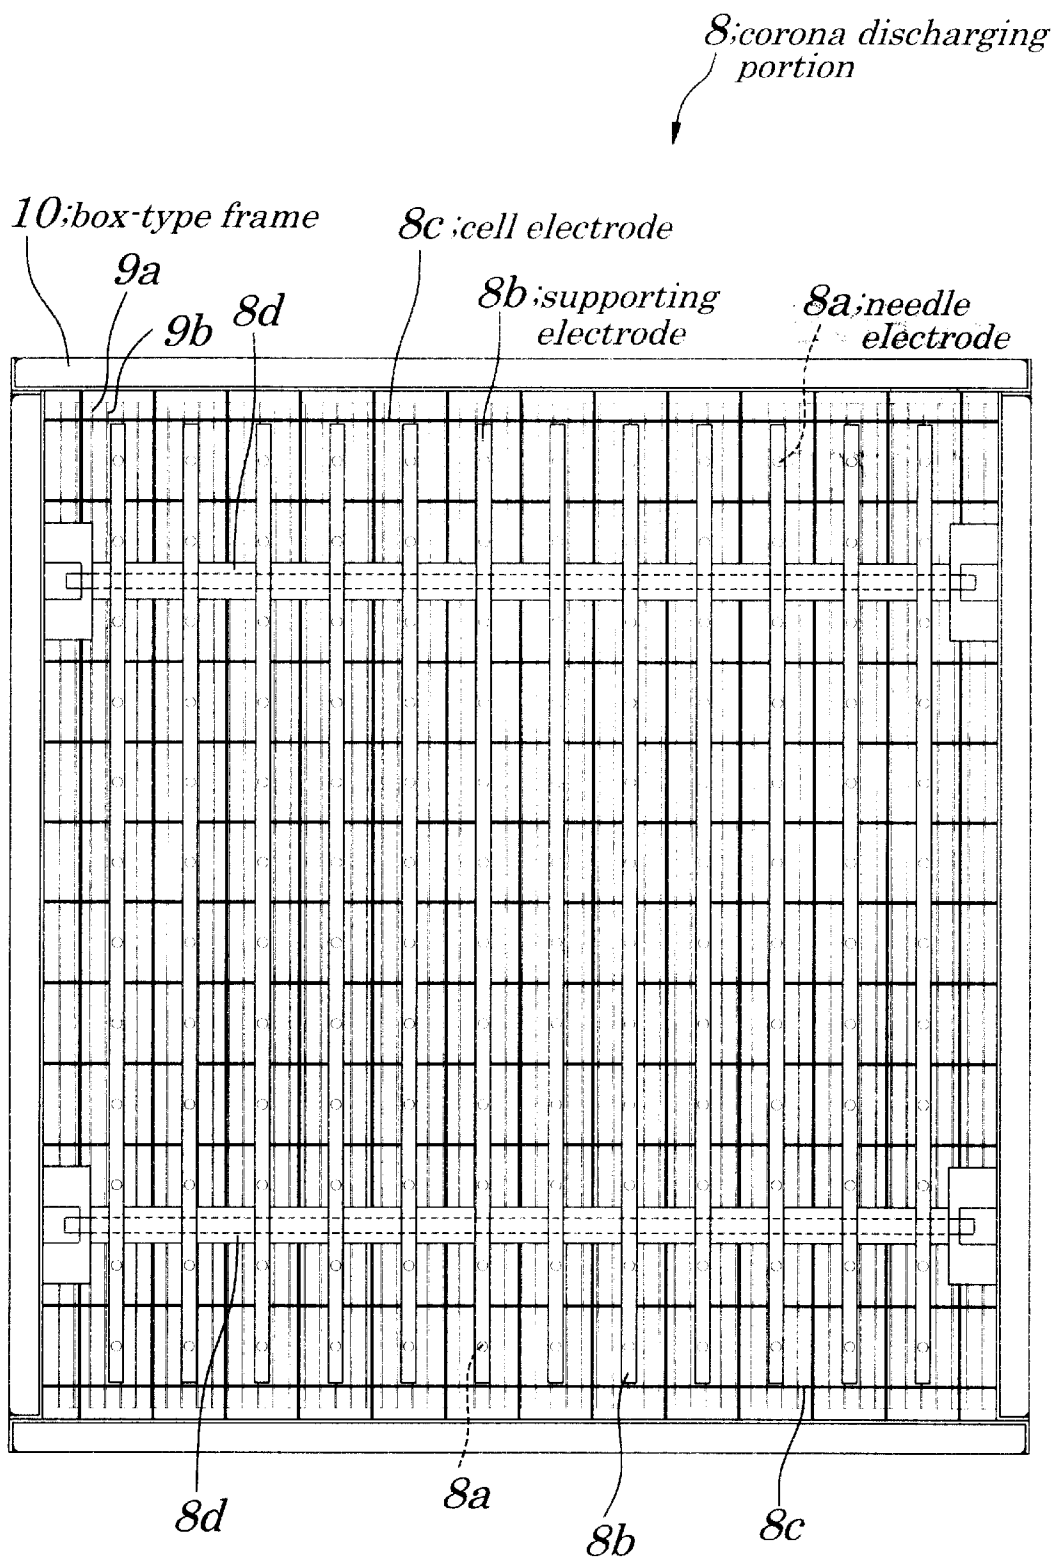 8;corona discharging
portion
10;box-type frame
8c;cell electrode
9a
9b
8d
8b;supporting
electrode
8a;needle
electrode
8d
8a
8b
8c